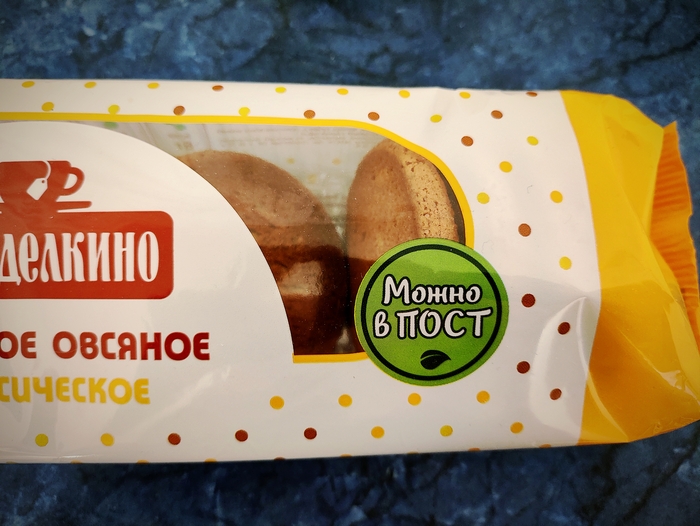 делкино
ое овсяное
сическое
Можно
в пост